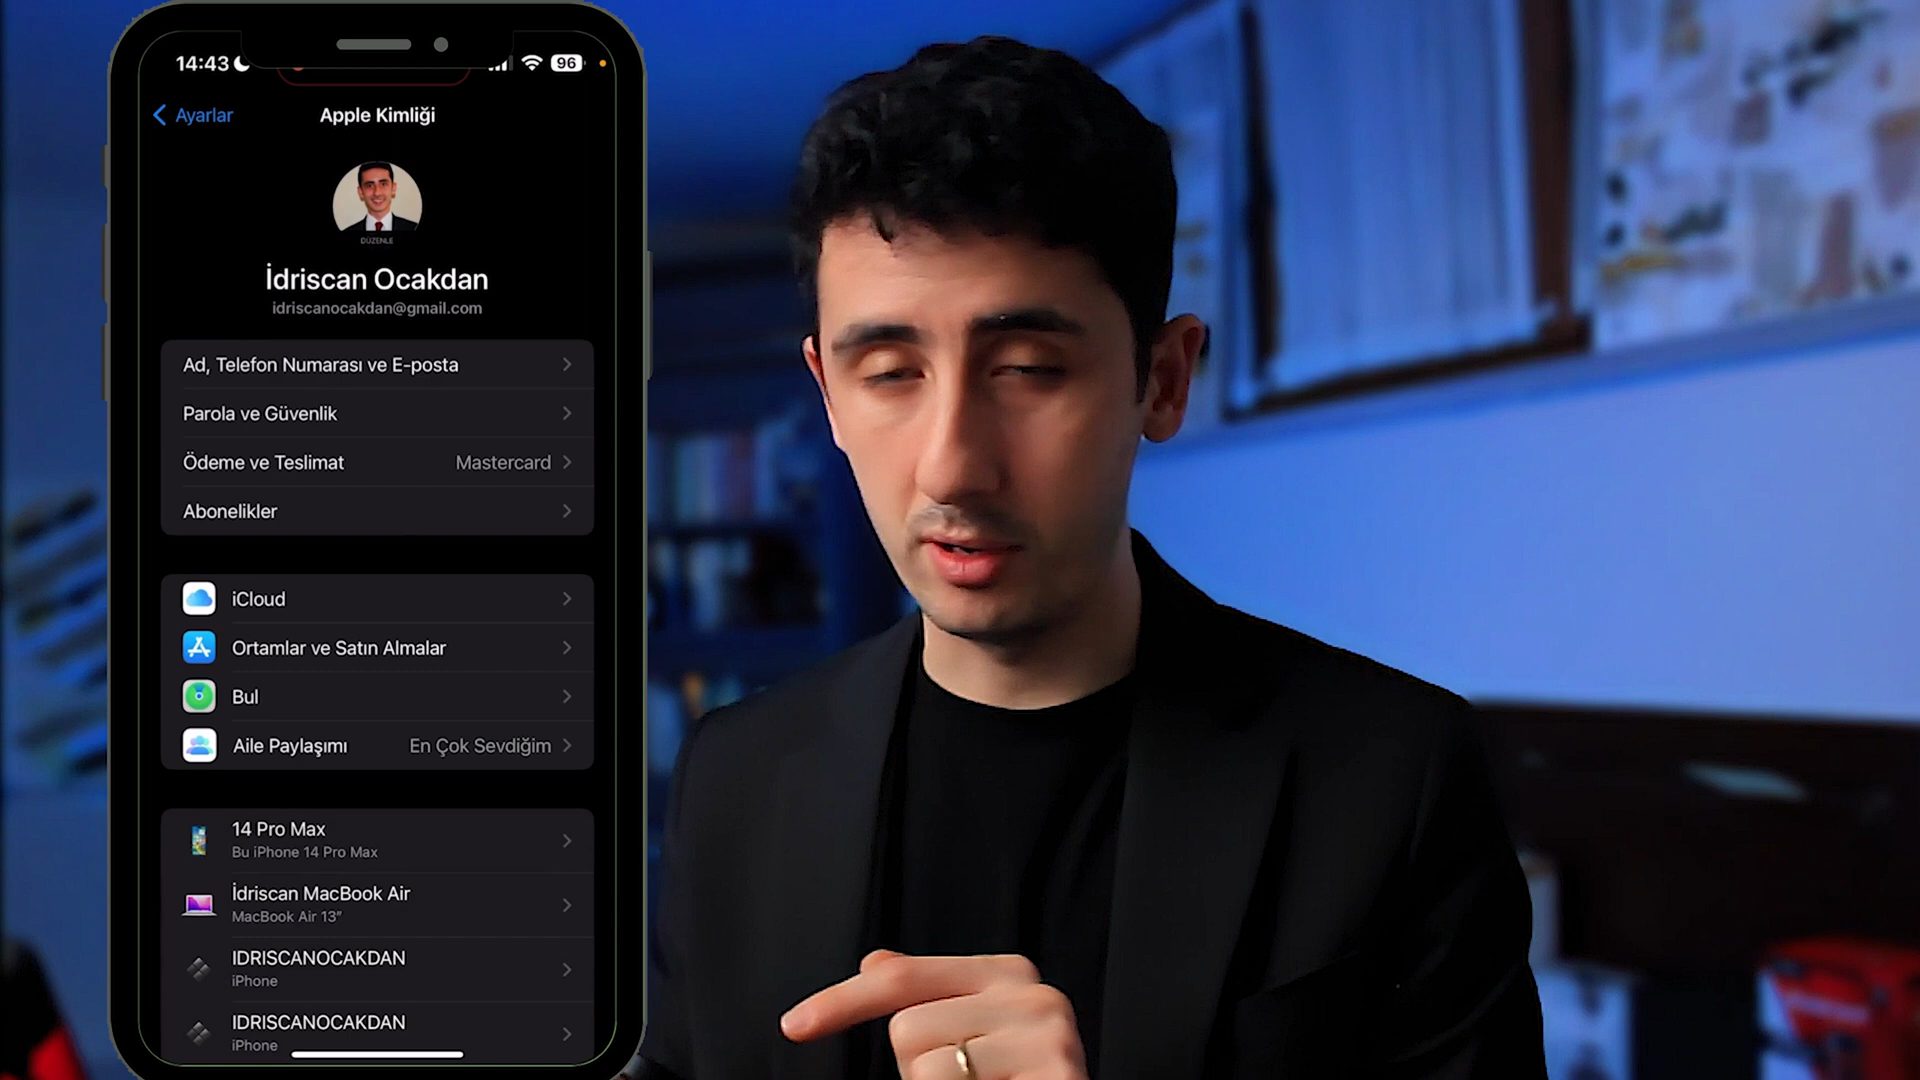 14:43
96
Ayarlar
Apple Kimliği
DÜZENLE
İdriscan Ocakdan
idriscanocakdan@gmail.com
Ad, Telefon Numarası ve E-posta
Parola ve Güvenlik
Ödeme ve Teslimat Mastercard
Abonelikler
iCloud
Ortamlar ve Satın Almalar
Bul
Aile Paylaşımı En Çok Sevdiğim
14 Pro Max
Bu iPhone 14 Pro Max
İdriscan MacBook Air
MacBook Air 13″
IDRISCANOCAKDAN
iPhone
IDRISCANOCAKDAN
iPhone